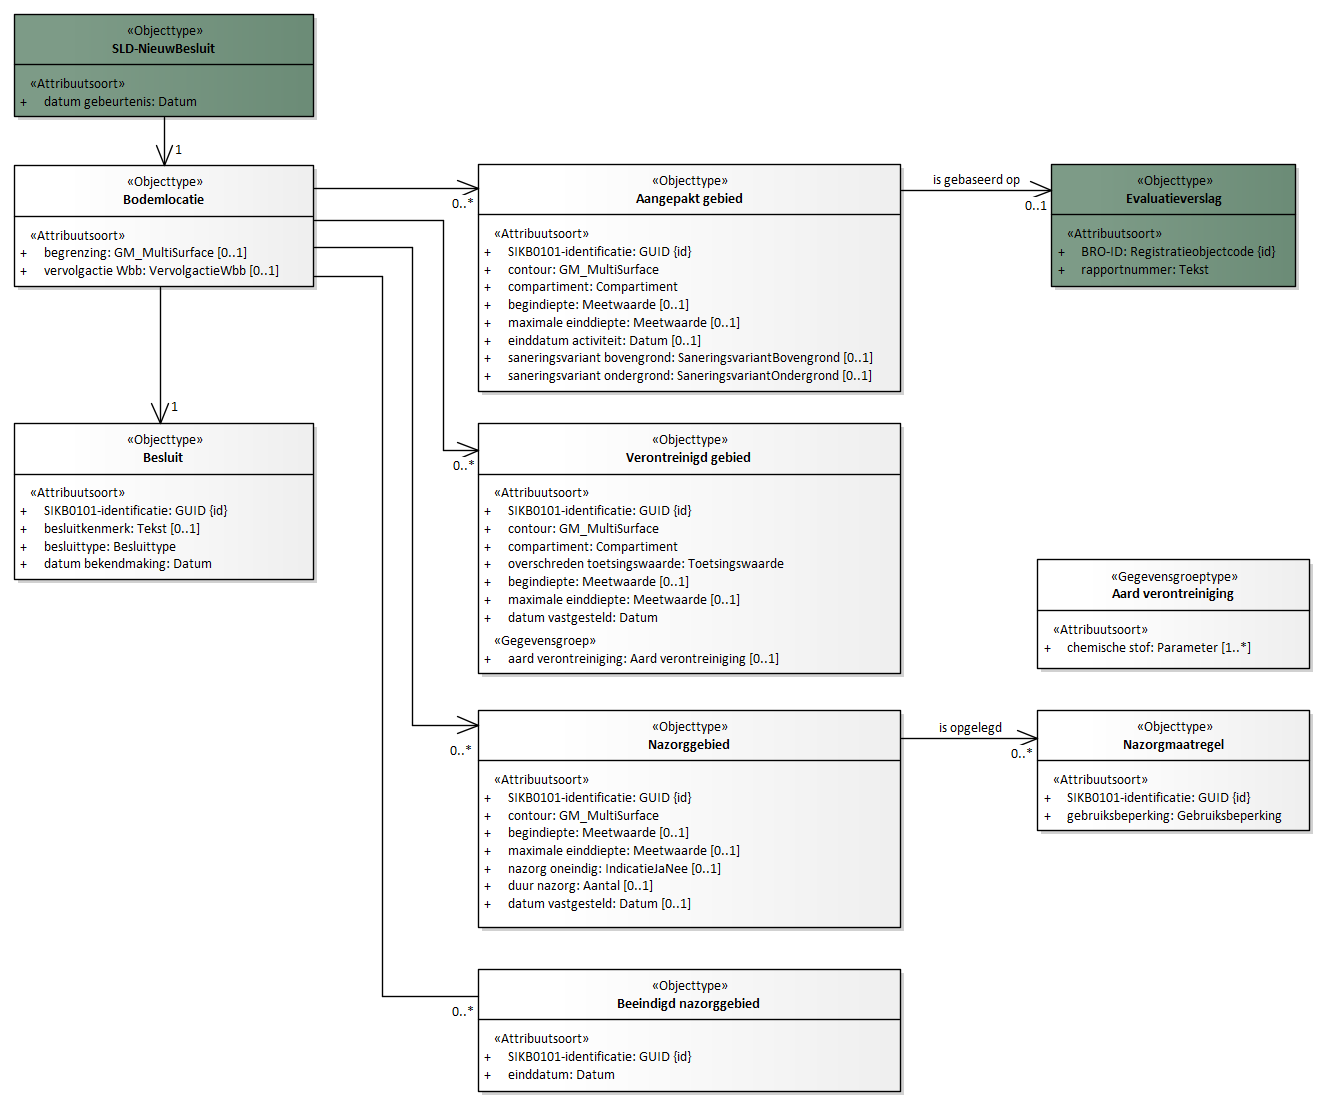 «Objecttype»
SLD-NieuwBesluit
«Attribuutsoort»
+ datum gebeurtenis: Datum
1
«Objecttype»
Bodemlocatie
«Attribuutsoort»
+ begrenzing: GM_MultiSurface [0..1]
+ vervolgactie Wbb: VervolgactieWbb [0..1]
1
«Objecttype»
Besluit
«Attribuutsoort»
+ SIKB0101-identificatie: GUID {id}
+ besluitkenmerk: Tekst [0..1]
+ besluittype: Besluittype
+ datum bekendmaking: Datum
0..*
«Objecttype»
Aangepakt gebied
«Attribuutsoort»
+ SIKB0101-identificatie: GUID {id}
+ contour: GM_MultiSurface
+ compartiment: Compartiment
+ begindiepte: Meetwaarde [0..1]
+ maximale einddiepte: Meetwaarde [0..1]
+ einddatum activiteit: Datum [0..1]
+ saneringsvariant bovengrond: SaneringsvariantBovengrond [0..1]
+ saneringsvariant ondergrond: SaneringsvariantOndergrond [0..1]
is gebaseerd op
0..1
«Objecttype»
Evaluatieverslag
«Attribuutsoort»
+ BRO-ID: Registratieobjectcode {id}
+ rapportnummer: Tekst
0..*
«Objecttype»
Verontreinigd gebied
«Attribuutsoort»
+ SIKB0101-identificatie: GUID {id}
+ contour: GM_MultiSurface
+ compartiment: Compartiment
+ overschreden toetsingswaarde: Toetsingswaarde
+ begindiepte: Meetwaarde [0..1]
+ maximale einddiepte: Meetwaarde [0..1]
+ datum vastgesteld: Datum
«Gegevensgroep»
+ aard verontreiniging: Aard verontreiniging [0..1]
«Gegevensgroeptype»
Aard verontreiniging
«Attribuutsoort»
+ chemische stof: Parameter [1..*]
0..*
«Objecttype»
Nazorggebied
«Attribuutsoort»
+ SIKB0101-identificatie: GUID {id}
+ contour: GM_MultiSurface
+ begindiepte: Meetwaarde [0..1]
+ maximale einddiepte: Meetwaarde [0..1]
+ nazorg oneindig: IndicatieJaNee [0..1]
+ duur nazorg: Aantal [0..1]
+ datum vastgesteld: Datum [0..1]
is opgelegd
0..*
«Objecttype»
Nazorgmaatregel
«Attribuutsoort»
+ SIKB0101-identificatie: GUID {id}
+ gebruiksbeperking: Gebruiksbeperking
0..*
«Objecttype»
Beeindigd nazorggebied
«Attribuutsoort»
+ SIKB0101-identificatie: GUID {id}
+ einddatum: Datum